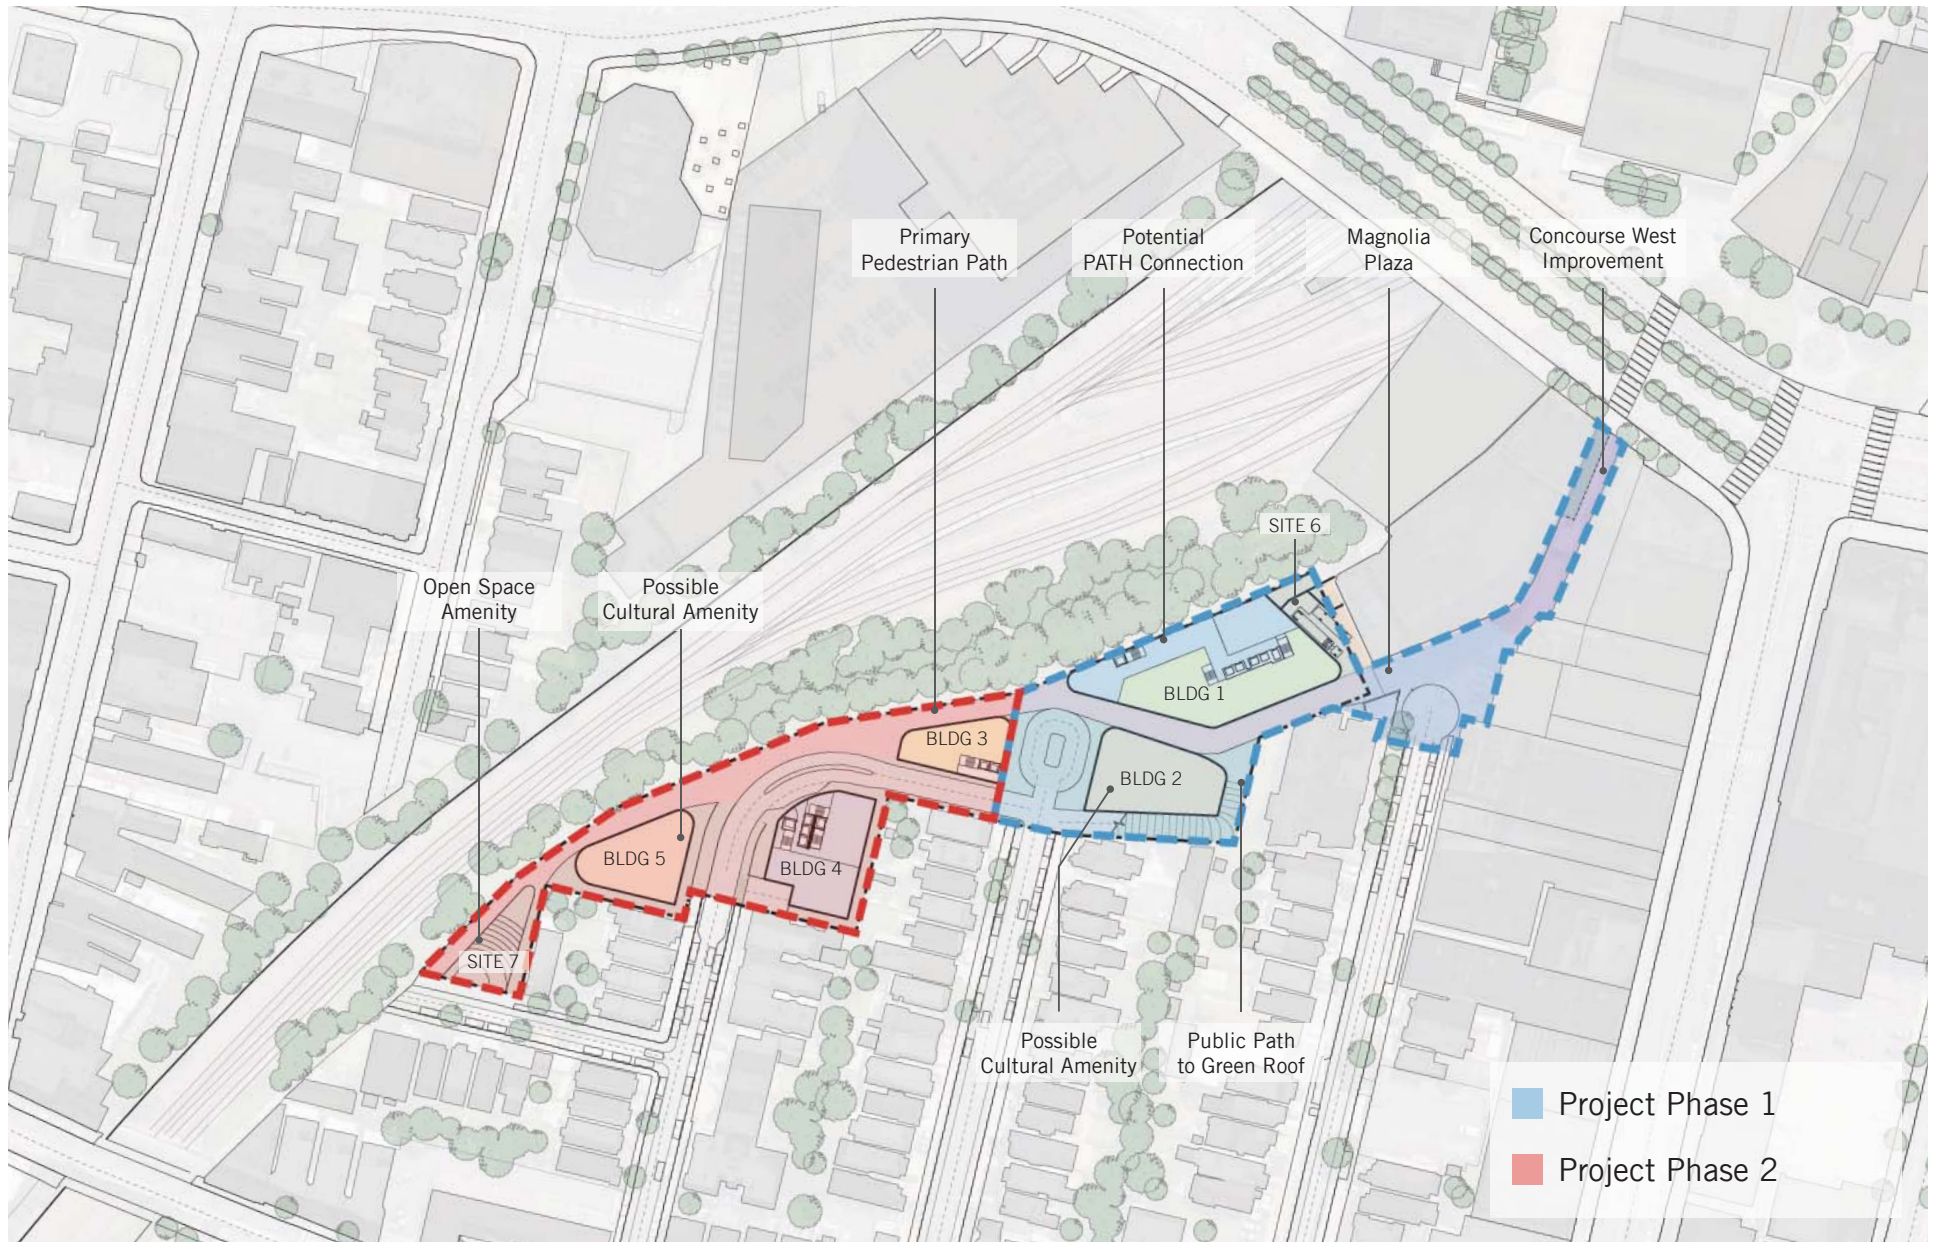 Primary
Pedestrian Path
Potential
PATH Connection
Magnolia
Plaza
Concourse West
Improvement
SITE 6
Open Space
Amenity
Possible
Cultural Amenity
BLDG 1
BLDG 3
BLDG 2
BLDG 5
BLDG 4
SITE 7
Possible
Cultural Amenity
Public Path
to Green Roof
Project Phase 1
Project Phase 2